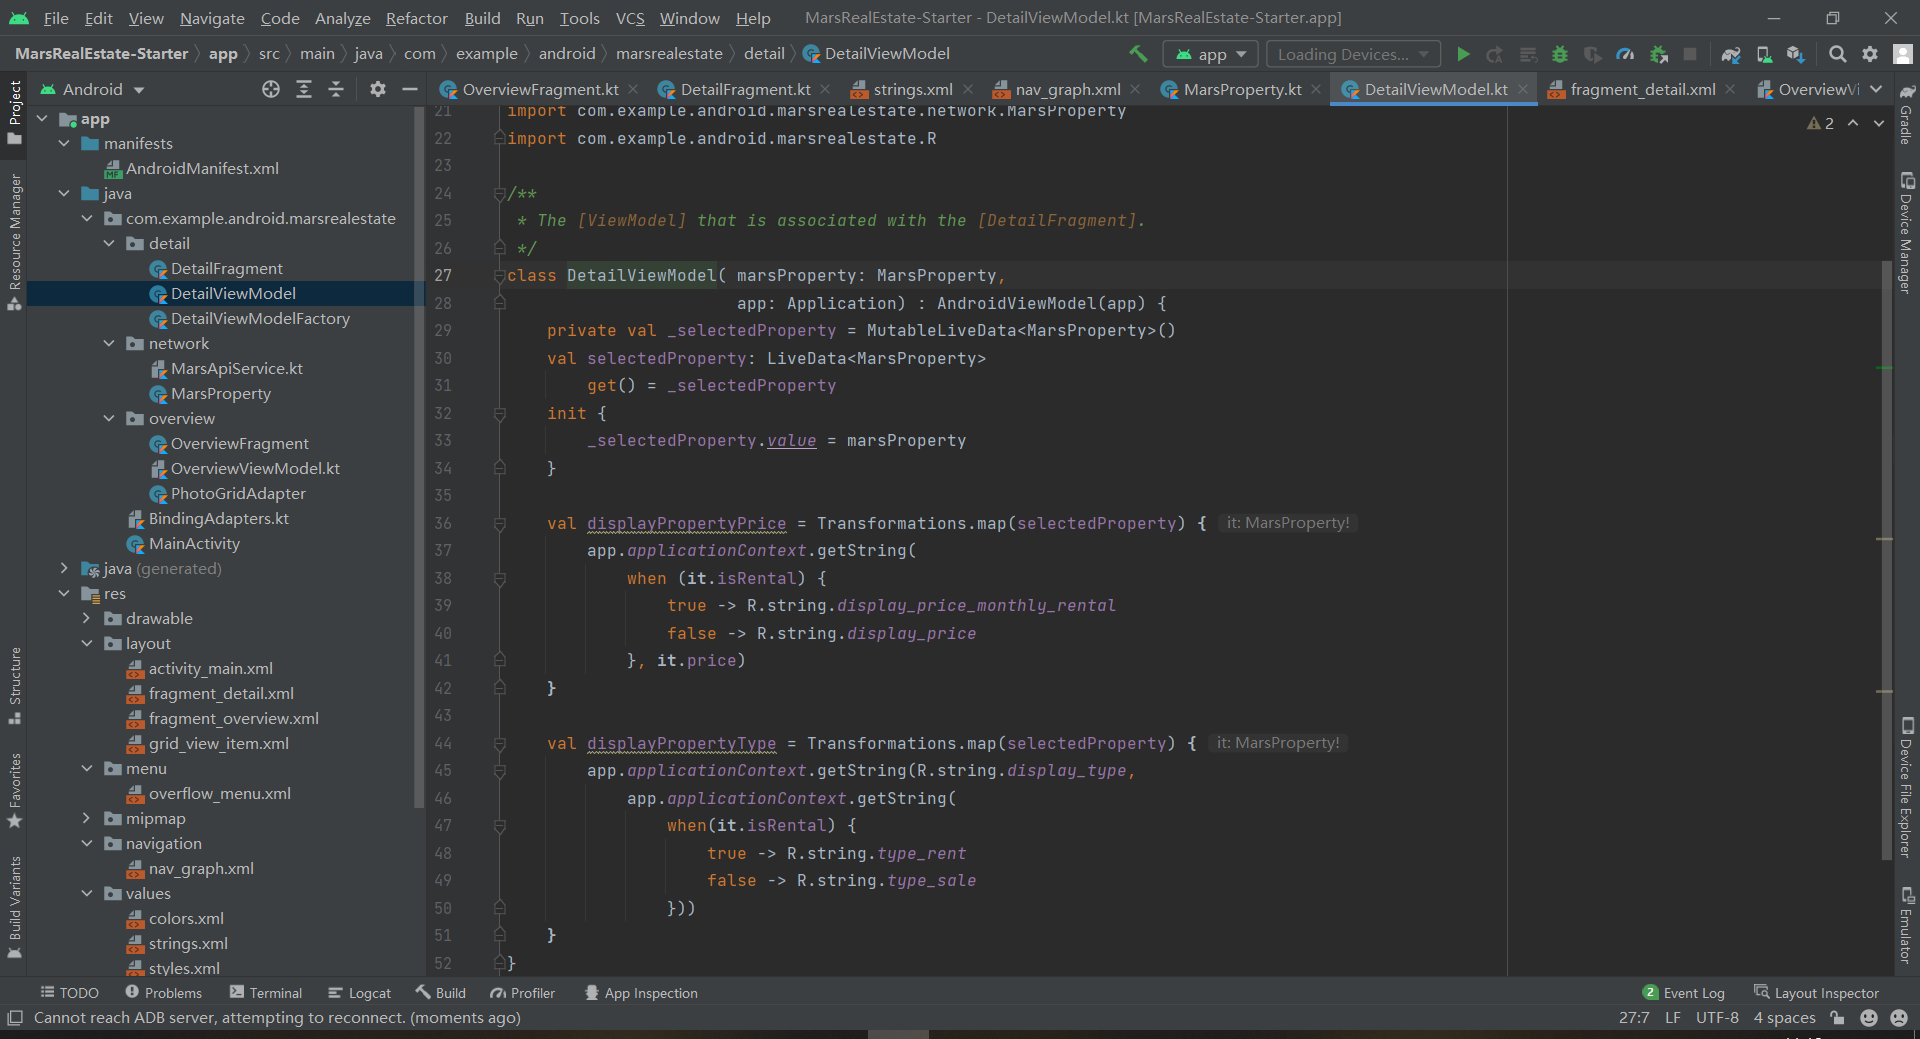 File Edit View Navigate Code Analyze Refactor Build Run Tools VCS Window Help MarsRealEstate-Starter - DetailViewModel.kt [MarsRealEstate-Starter.app]
MarsRealEstate-Starter app src main java com example android marsrealestate detail DetailViewModel app Loading Devices...
Android
OverviewFragment.kt DetailFragment.kt strings.xml nav_graph.xml MarsProperty.kt DetailViewModel.kt fragment_detail.xml
Project
Resource Manager
Structure
Favorites
Build Variants
app
manifests
AndroidManifest.xml
java
com.example.android.marsrealestate
detail
DetailFragment
DetailViewModel
DetailViewModelFactory
network
MarsApiService.kt
MarsProperty
overview
OverviewFragment
OverviewViewModel.kt
PhotoGridAdapter
BindingAdapters.kt
MainActivity
java (generated)
res
drawable
layout
activity_main.xml
fragment_detail.xml
fragment_overview.xml
grid_view_item.xml
menu
overflow_menu.xml
mipmap
navigation
nav_graph.xml
values
colors.xml
strings.xml
styles.xml
21 import com.example.android.marsrealestate.network.MarsProperty
22 import com.example.android.marsrealestate.R
23
24 /**
25 * The [ViewModel] that is associated with the [DetailFragment].
26 */
27 class DetailViewModel( marsProperty: MarsProperty,
28 app: Application) : AndroidViewModel(app) {
29 private val _selectedProperty = MutableLiveData<MarsProperty>()
30 val selectedProperty: LiveData<MarsProperty>
31 get() = _selectedProperty
32 init {
33 _selectedProperty.value = marsProperty
34 }
35
36 val displayPropertyPrice = Transformations.map(selectedProperty) { it: MarsProperty!
37 app.applicationContext.getString(
38 when (it.isRental) {
39 true -> R.string.display_price_monthly_rental
40 false -> R.string.display_price
41 }, it.price)
42 }
43
44 val displayPropertyType = Transformations.map(selectedProperty) { it: MarsProperty!
45 app.applicationContext.getString(R.string.display_type,
46 app.applicationContext.getString(
47 when(it.isRental) {
48 true -> R.string.type_rent
49 false -> R.string.type_sale
50 }))
51 }
52 }
2
Gradle
Device Manager
Device File Explorer
Emulator
TODO Problems Terminal Logcat Build Profiler App Inspection 2 Event Log Layout Inspector
Cannot reach ADB server, attempting to reconnect. (moments ago) 27:7 LF UTF-8 4 spaces